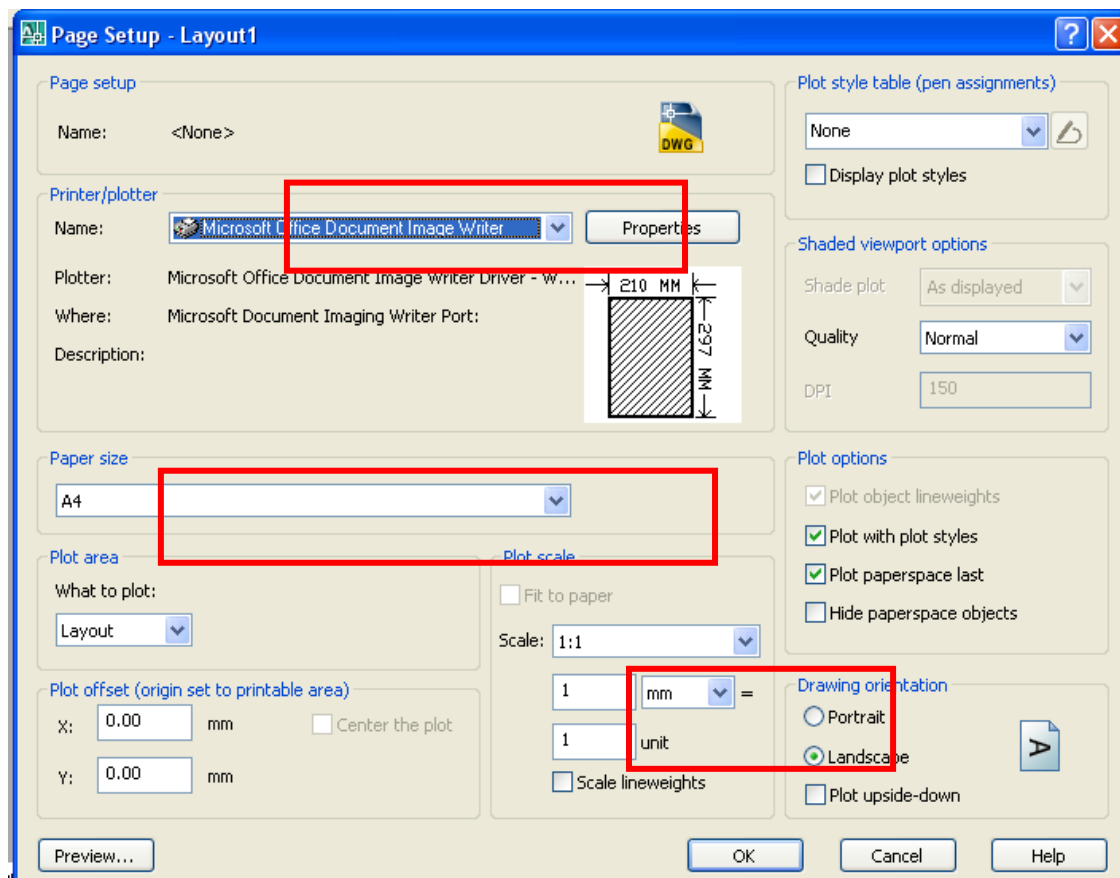 Page Setup - Layout1
Page setup
Name: <None>
DWG
Printer/plotter
Name: Microsoft Office Document Image Writer Properties
Plotter: Microsoft Office Document Image Writer Driver - W...
Where: Microsoft Document Imaging Writer Port:
Description:
210 MM
297 MM
Paper size
A4
Plot area
What to plot:
Layout
Plot offset (origin set to printable area)
X: 0.00 mm Center the plot
Y: 0.00 mm
Plot scale
Fit to paper
Scale: 1:1
1 mm =
1 unit
Scale lineweights
Plot style table (pen assignments)
None
Display plot styles
Shaded viewport options
Shade plot As displayed
Quality Normal
DPI 150
Plot options
Plot object lineweights
Plot with plot styles
Plot paperspace last
Hide paperspace objects
Drawing orientation
Portrait
Landscape
A
Plot upside-down
Preview... OK Cancel Help